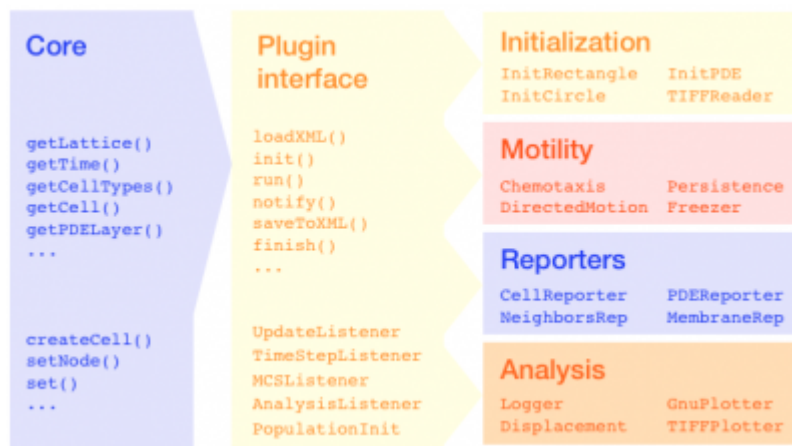 Core
getLattice()
getTime()
getCellTypes()
getCell()
getPDELayer()
...
createCell()
setNode()
set()
...
Plugin
interface
loadXML()
init()
run()
notify()
saveToXML()
finish()
...
UpdateListener
TimeStepListener
MCSListener
AnalysisListener
PopulationInit
Initialization
InitRectangle InitPDE
InitCircle TIFFReader
Motility
Chemotaxis Persistence
DirectedMotion Freezer
Reporters
CellReporter PDEReporter
NeighborsRep MembraneRep
Analysis
Logger GnuPlotter
Displacement TIFFPlotter